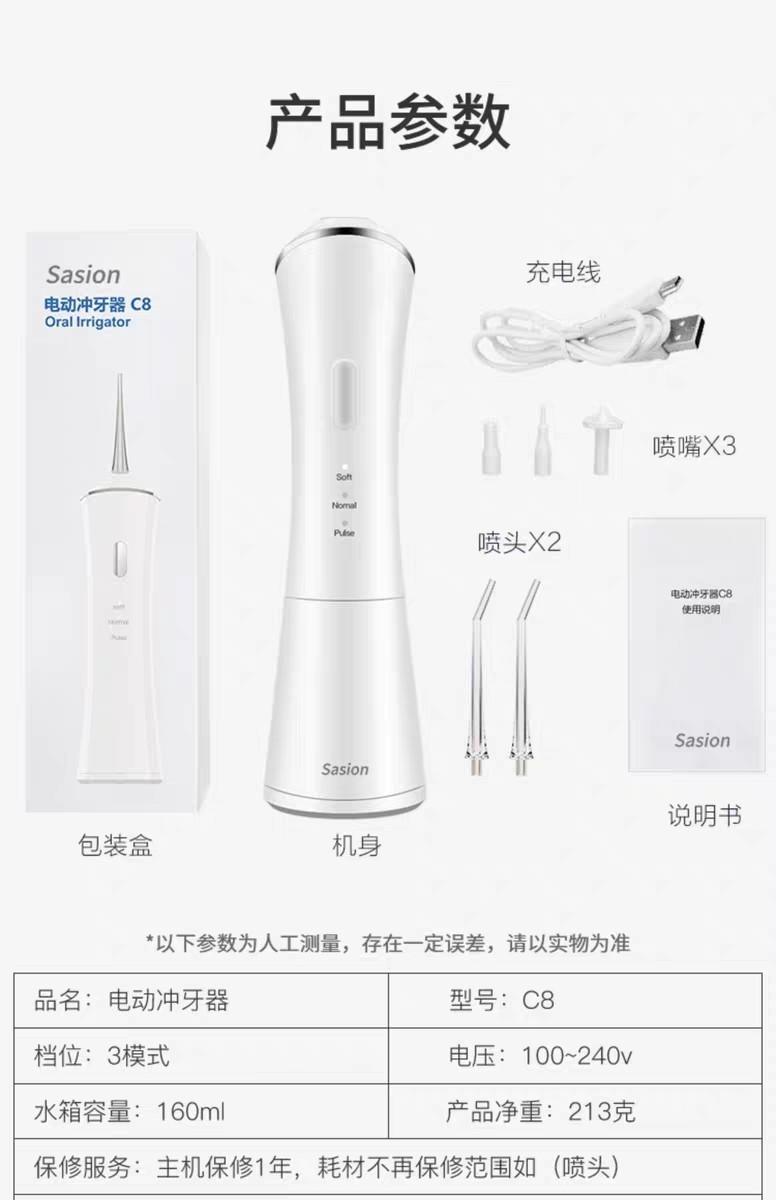 产品参数
Sasion
电动冲牙器 C8
Oral Irrigator
Soft
Normal
Pulse
Soft
Nomal
Pulse
Sasion
充电线
喷嘴X3
喷头X2
电动冲牙器C8
使用说明
Sasion
包装盒
机身
说明书
*以下参数为人工测量，存在一定误差，请以实物为准
品名：电动冲牙器
型号：C8
档位：3模式
电压：100~240v
水箱容量：160ml
产品净重：213克
保修服务：主机保修1年，耗材不再保修范围如（喷头）